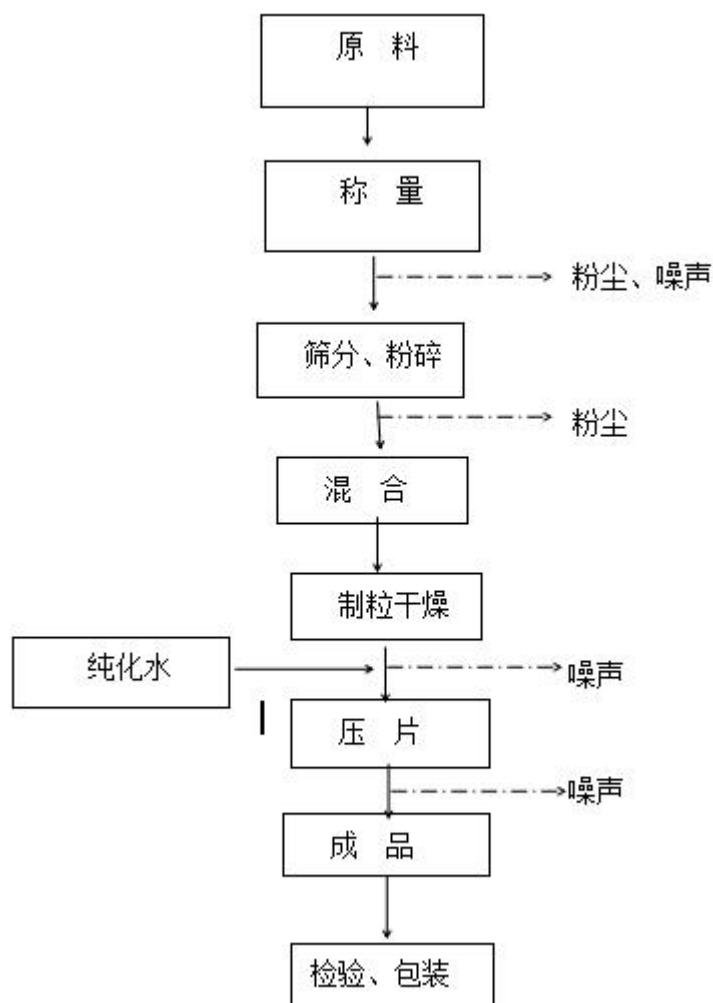 原 料
称 量
粉尘、噪声
筛分、粉碎
粉尘
混 合
制粒干燥
纯化水
噪声
压 片
噪声
成 品
检验、包装